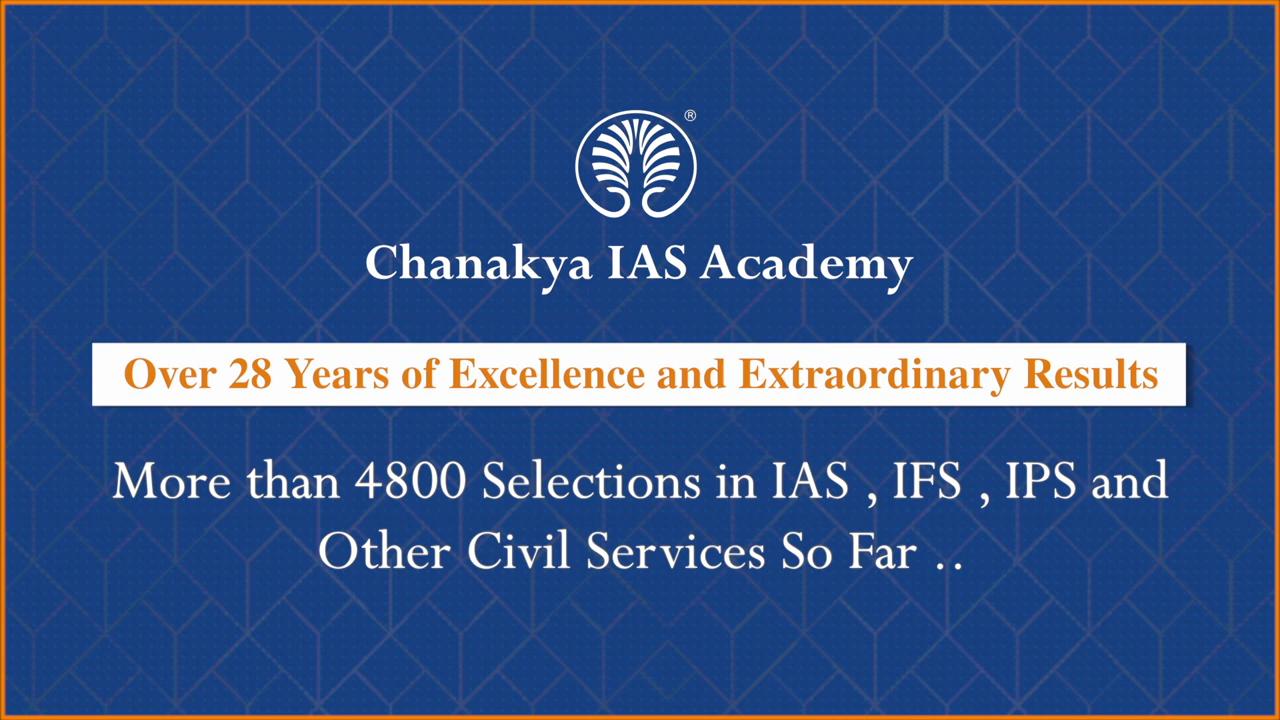 ®
Chanakya IAS Academy
Over 28 Years of Excellence and Extraordinary Results
More than 4800 Selections in IAS , IFS , IPS and
Other Civil Services So Far ..